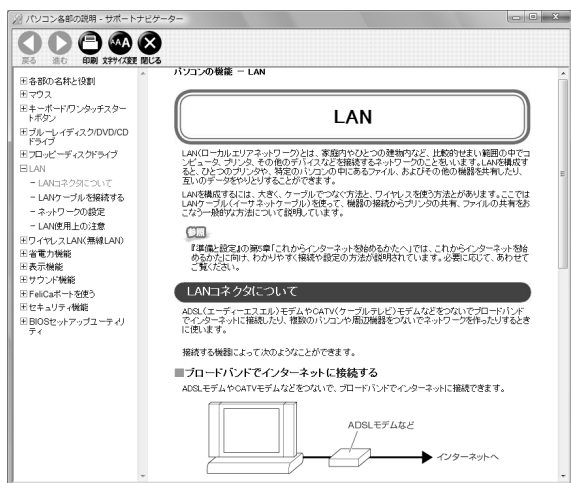 パソコン各部の説明 - サポートナビゲーター
戻る 進む 印刷 文字サイズ変更 閉じる
各部の名称と役割
マウス
キーボード/ワンタッチスター
トボタン
ブルーレイディスク/DVD/CD
ドライブ
フロッピーディスクドライブ
LAN
- LANコネクタについて
- LANケーブルを接続する
- ネットワークの設定
- LAN使用上の注意
ワイヤレスLAN(無線LAN)
省電力機能
表示機能
サウンド機能
FeliCaポートを使う
セキュリティ機能
BIOSセットアップユーティリ
ティ
パソコンの機能 - LAN
LAN
LAN(ローカルエリアネットワーク)とは、家庭内やひとつの建物内など、比較的せまい範囲の中でコ
ンピュータ、プリンタ、その他のデバイスなどを接続するネットワークのことをいいます。LANを構成す
ると、ひとつのプリンタや、特定のパソコンの中にあるファイル、およびその他の機器を共有したり、
互いのデータをやりとりすることができます。
LANを構成するには、大きく、ケーブルでつなぐ方法と、ワイヤレスを使う方法とがあります。ここでは
LANケーブル(イーサネットケーブル)を使って、機器の接続からプリンタの共有、ファイルの共有をお
こなう一般的な方法について説明しています。
『準備と設定』の第5章「これからインターネットを始めるかたへ」では、これからインターネットを始
めるかたに向け、わかりやすく接続や設定の方法が説明されています。必要に応じて、あわせて
ご覧ください。
LANコネクタについて
ADSL(エーディーエスエル)モデムやCATV(ケーブルテレビ)モデムなどをつないでブロードバンド
でインターネットに接続したり、複数のパソコンや周辺機器をつないでネットワークを作ったりするとき
に使います。
接続する機器によって次のようなことができます。
■ブロードバンドでインターネットに接続する
ADSLモデムやCATVモデムなどをつないで、ブロードバンドでインターネットに接続できます。
ADSLモデムなど
インターネットへ